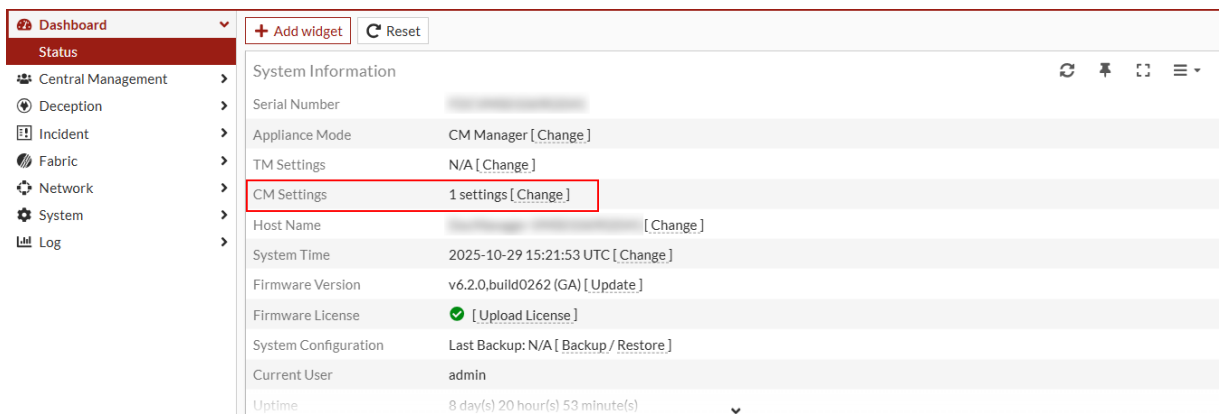 Dashboard
Status
Central Management
Deception
Incident
Fabric
Network
System
Log
Add widget Reset
System Information
Serial Number
Appliance Mode CM Manager [ Change ]
TM Settings N/A [ Change ]
CM Settings 1 settings [ Change ]
Host Name [ Change ]
System Time 2025-10-29 15:21:53 UTC [ Change ]
Firmware Version v6.2.0,build0262 (GA) [ Update ]
Firmware License [ Upload License ]
System Configuration Last Backup: N/A [ Backup / Restore ]
Current User admin
Uptime 8 day(s) 20 hour(s) 53 minute(s)